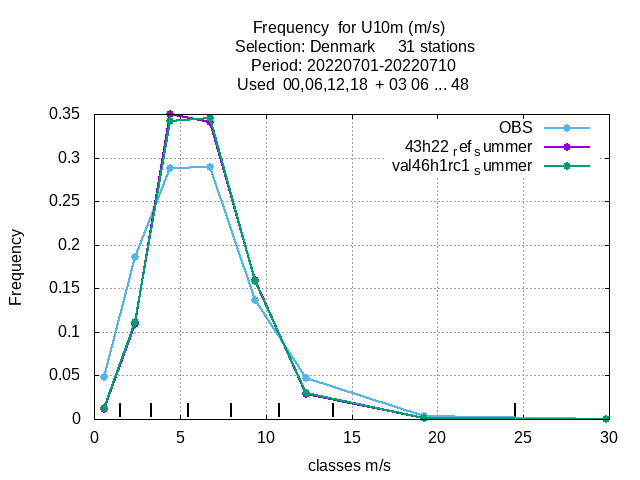 Frequency for U10m (m/s)
Selection: Denmark 31 stations
Period: 20220701-20220710
Used 00,06,12,18 + 03 06 ... 48
OBS
43h22 ref summer
val46h1rc1 summer
Frequency
0.35
0.3
0.25
0.2
0.15
0.1
0.05
0
0 5 10 15 20 25 30
classes m/s